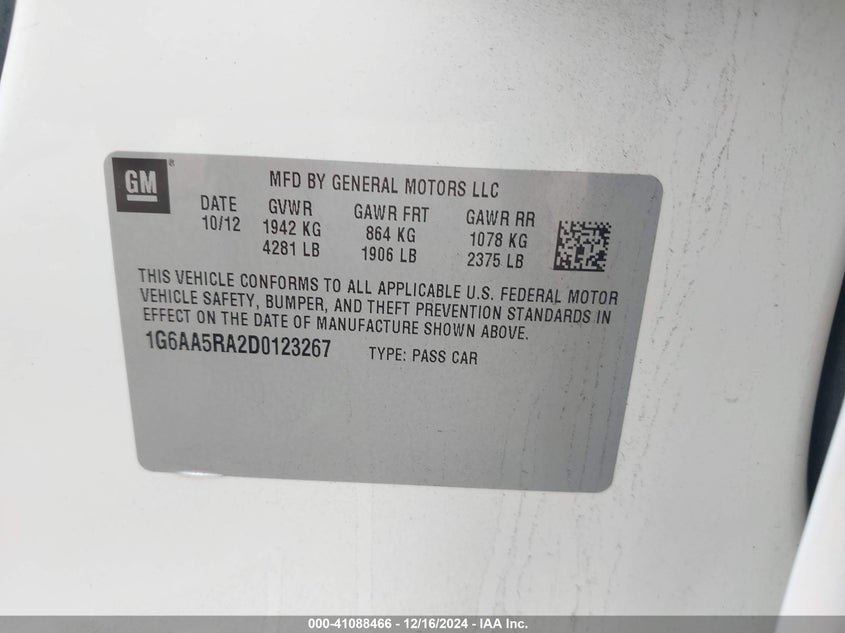 GM ®
MFD BY GENERAL MOTORS LLC
DATE GVWR GAWR FRT GAWR RR
10/12 1942 KG 864 KG 1078 KG
4281 LB 1906 LB 2375 LB
THIS VEHICLE CONFORMS TO ALL APPLICABLE U.S. FEDERAL MOTOR
VEHICLE SAFETY, BUMPER, AND THEFT PREVENTION STANDARDS IN
EFFECT ON THE DATE OF MANUFACTURE SHOWN ABOVE.
1G6AA5RA2D0123267 TYPE: PASS CAR
000-41088466 - 12/16/2024 - IAA Inc.